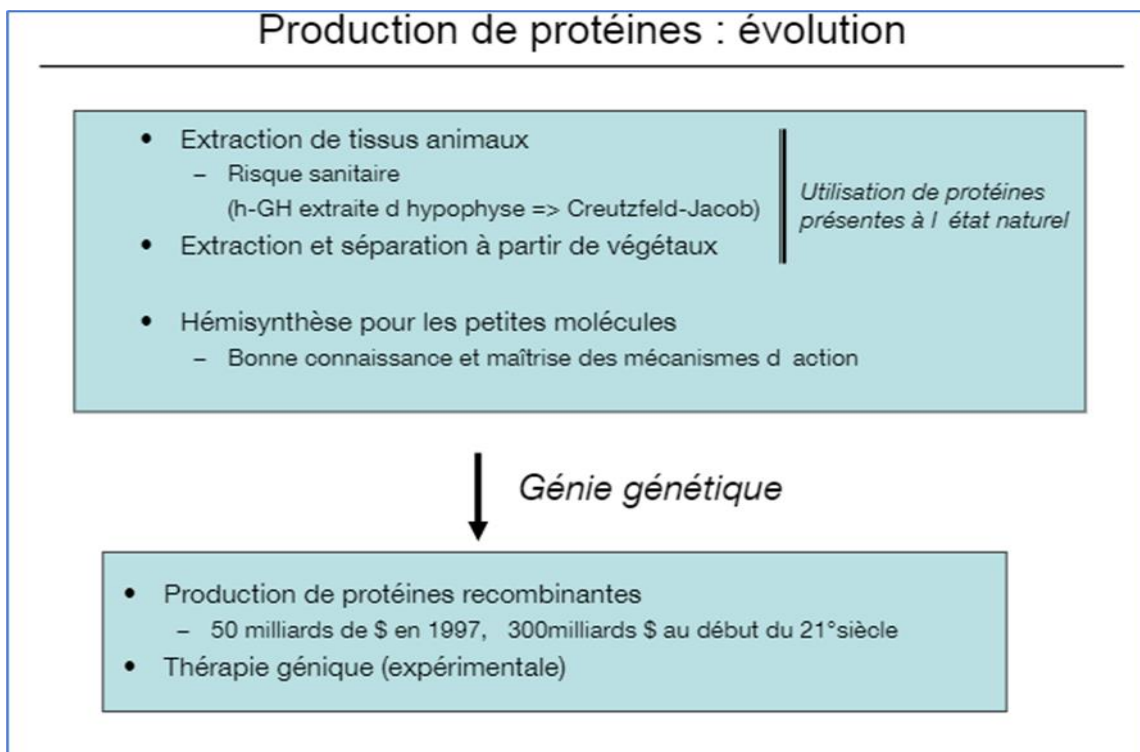 Production de protéines : évolution
• Extraction de tissus animaux
– Risque sanitaire
(h-GH extraite d hypophyse => Creutzfeld-Jacob)
• Extraction et séparation à partir de végétaux
Utilisation de protéines
présentes à l état naturel
• Hémisynthèse pour les petites molécules
– Bonne connaissance et maîtrise des mécanismes d action
Génie génétique
• Production de protéines recombinantes
– 50 milliards de $ en 1997, 300milliards $ au début du 21°siècle
• Thérapie génique (expérimentale)